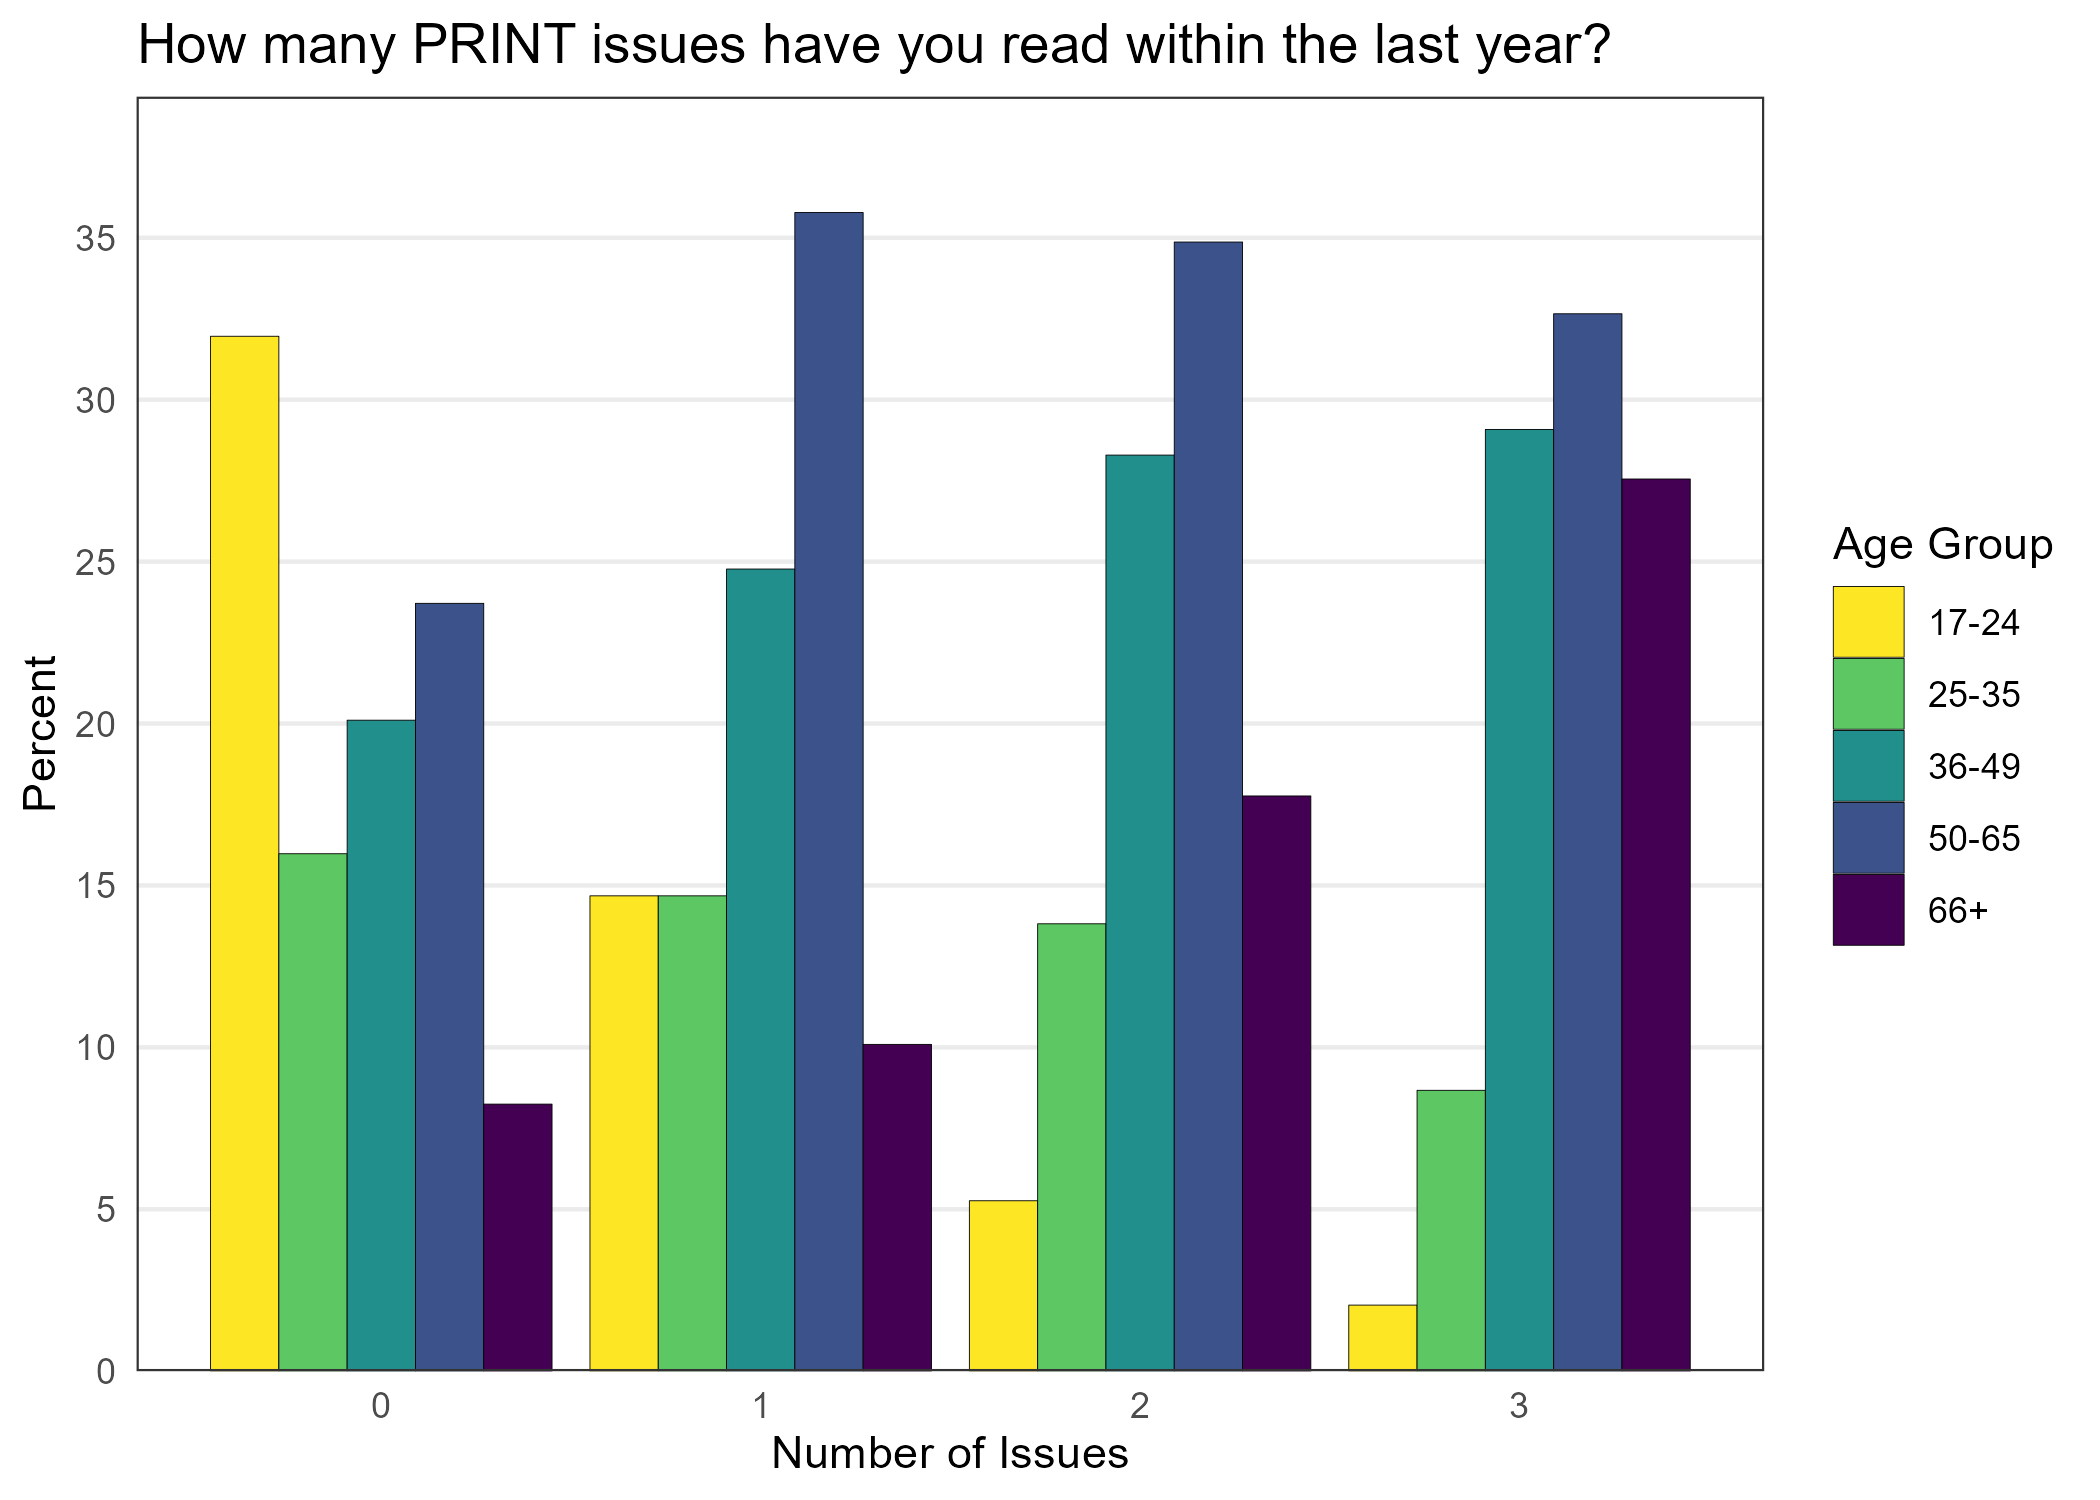 How many PRINT issues have you read within the last year?
Percent
35
30
25
20
15
10
5
0
0 1 2 3
Number of Issues
Age Group
17-24
25-35
36-49
50-65
66+